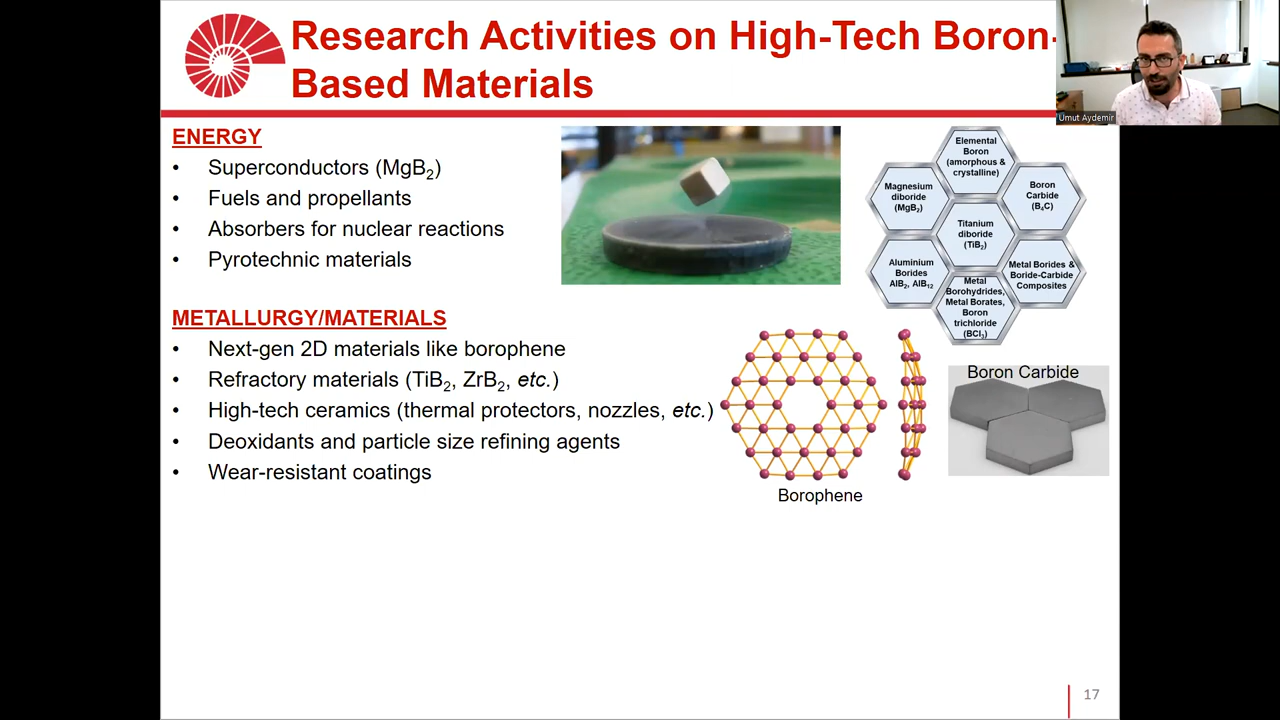 Research Activities on High-Tech Boron-
Based Materials
Umut Aydemir
ENERGY
• Superconductors (MgB2)
• Fuels and propellants
• Absorbers for nuclear reactions
• Pyrotechnic materials
Elemental
Boron
(amorphous &
crystalline)
Magnesium
diboride
(MgB2)
Boron
Carbide
(B4C)
Titanium
diboride
(TiB2)
Aluminium
Borides
AlB2, AlB12
Metal Borides &
Boride-Carbide
Composites
Metal
Borohydrides,
Metal Borates,
Boron
trichloride
(BCl3)
METALLURGY/MATERIALS
• Next-gen 2D materials like borophene
• Refractory materials (TiB2, ZrB2, etc.)
• High-tech ceramics (thermal protectors, nozzles, etc.)
• Deoxidants and particle size refining agents
• Wear-resistant coatings
Borophene
Boron Carbide
17